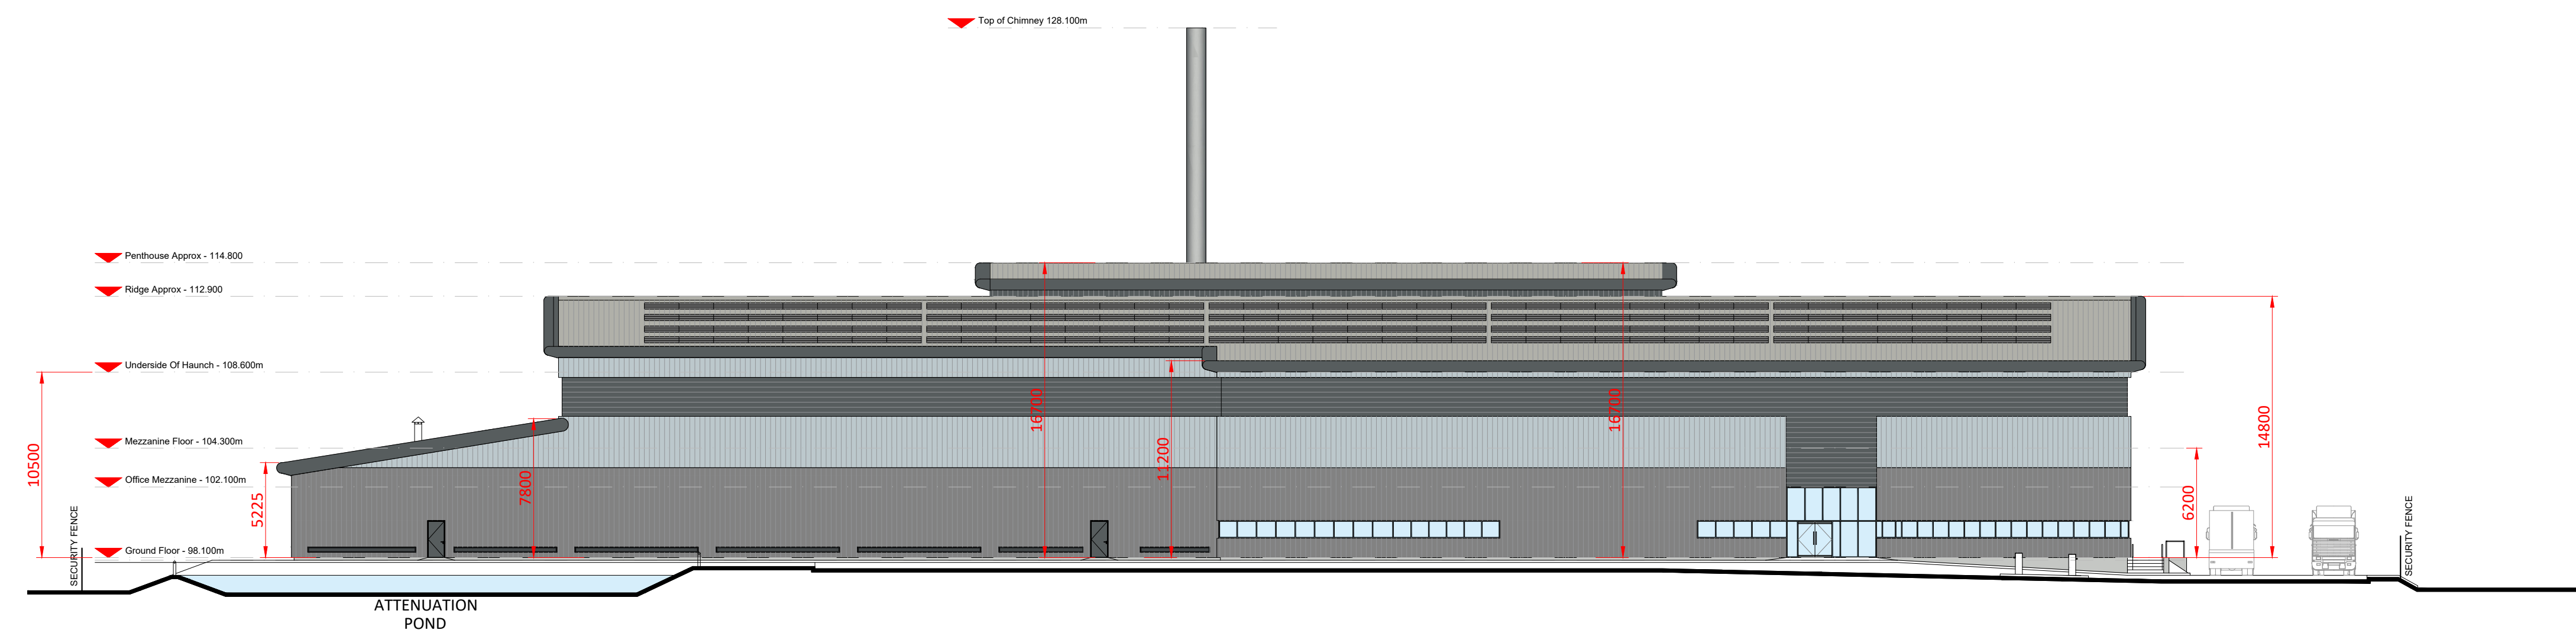 Top of Chimney 128.100m
Penthouse Approx - 114.800
Ridge Approx - 112.900
Underside Of Haunch - 108.600m
Mezzanine Floor - 104.300m
Office Mezzanine - 102.100m
Ground Floor - 98.100m
10500
SECURITY FENCE
5225
7800
16700
11200
16700
6200
14800
SECURITY FENCE
ATTENUATION
POND